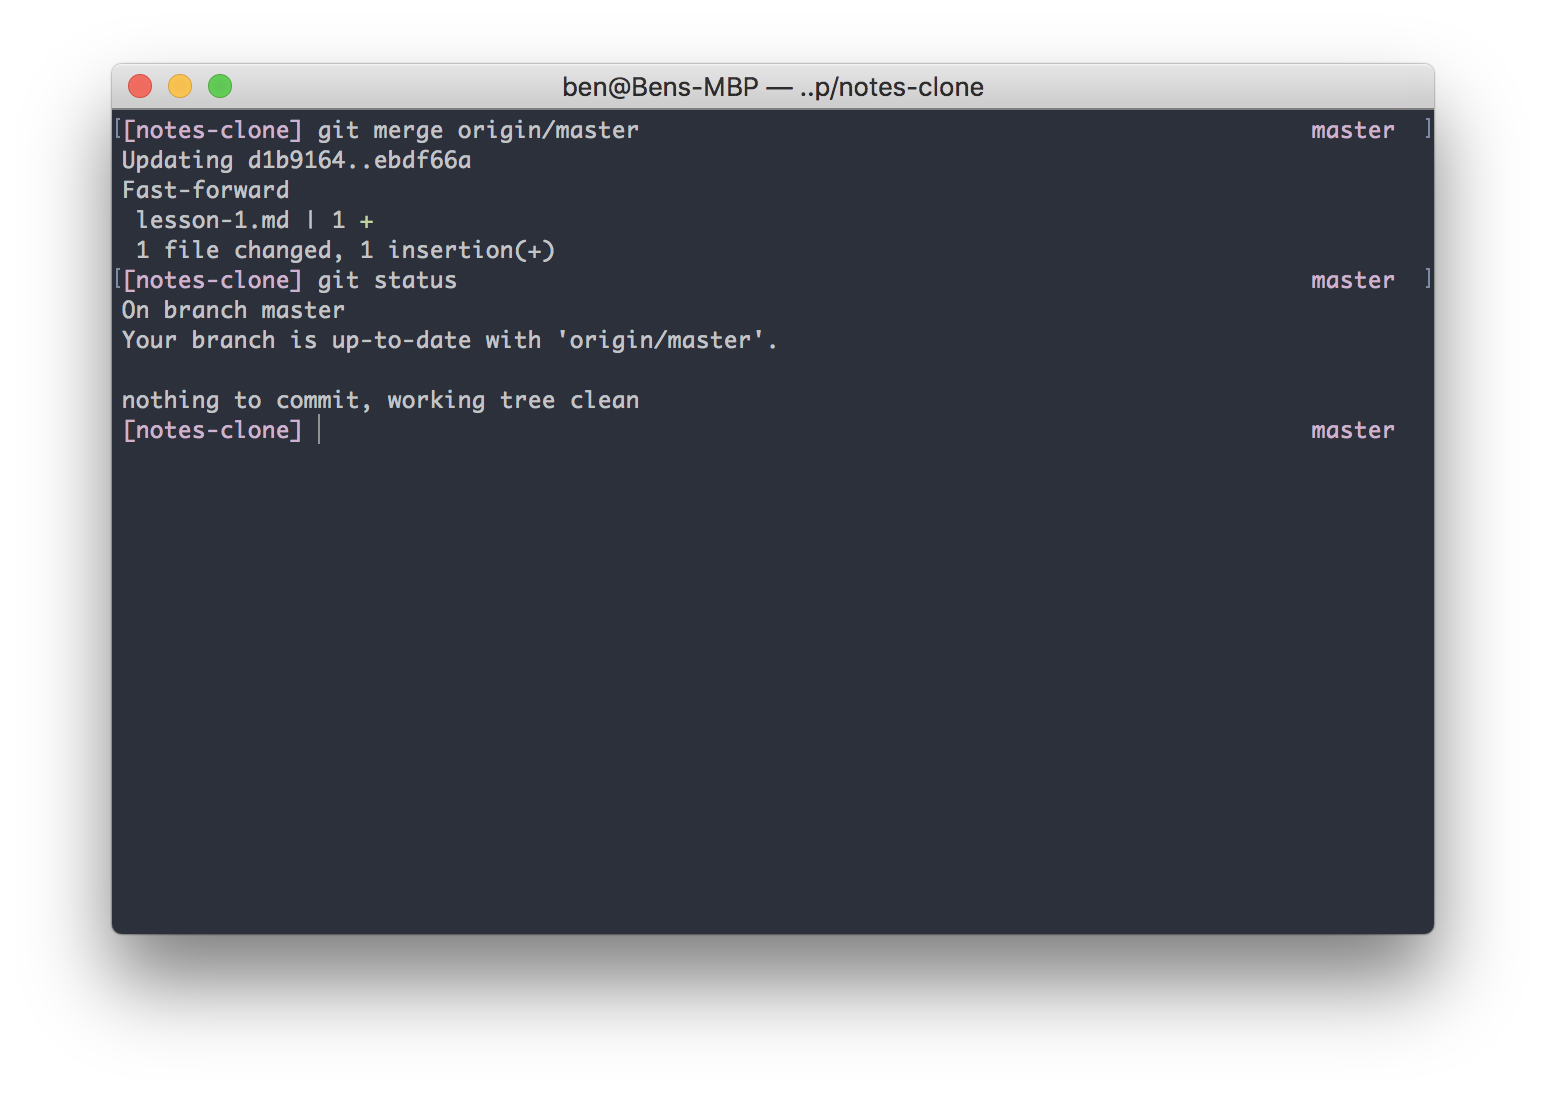 ben@Bens-MBP — ..p/notes-clone
[[notes-clone] git merge origin/master master ]
Updating d1b9164..ebdf66a
Fast-forward
 lesson-1.md | 1 +
 1 file changed, 1 insertion(+)
[[notes-clone] git status master ]
On branch master
Your branch is up-to-date with 'origin/master'.

nothing to commit, working tree clean
[notes-clone] master